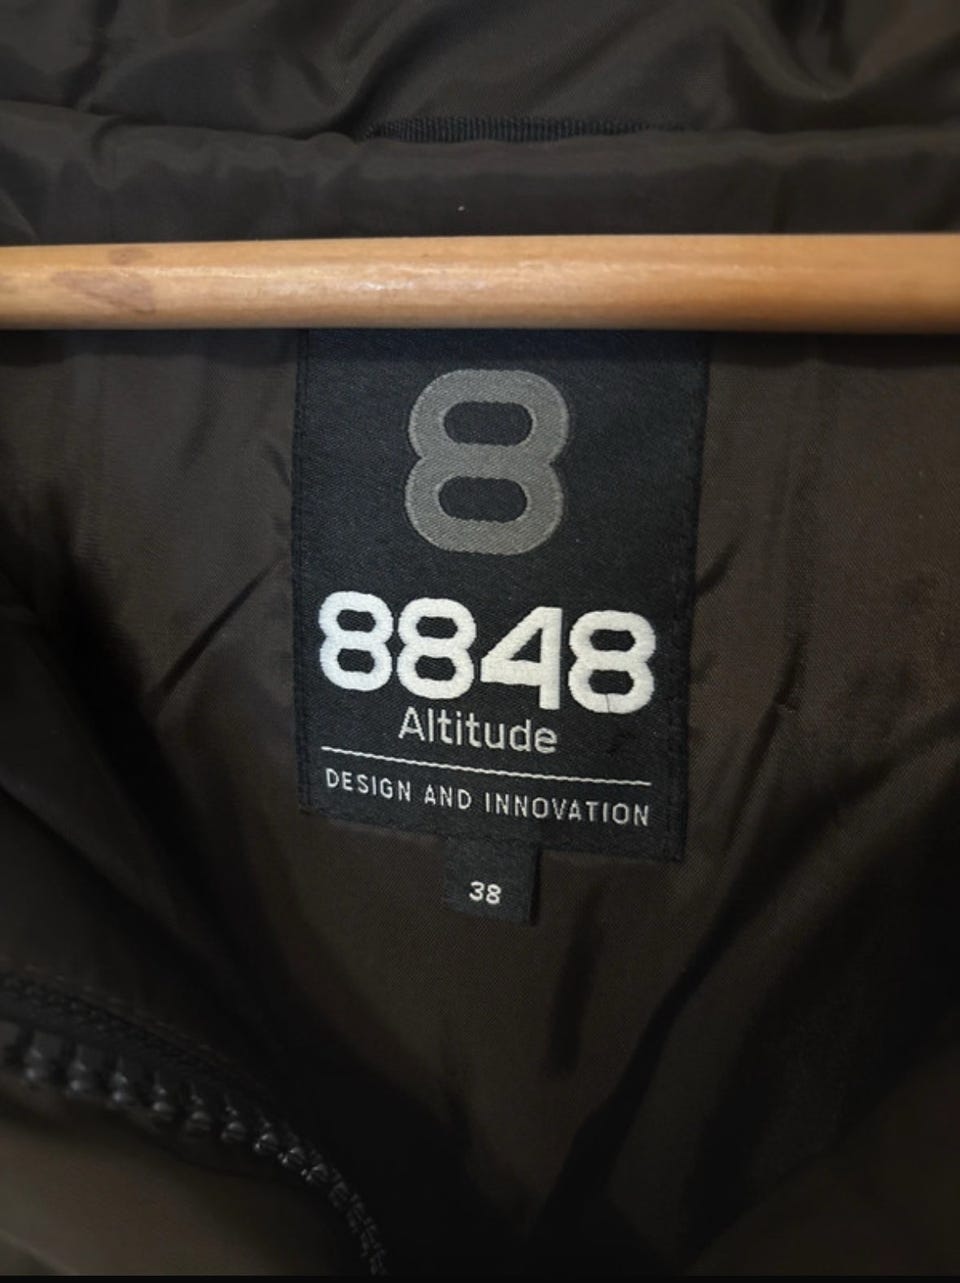 8
8848
Altitude
DESIGN AND INNOVATION
38